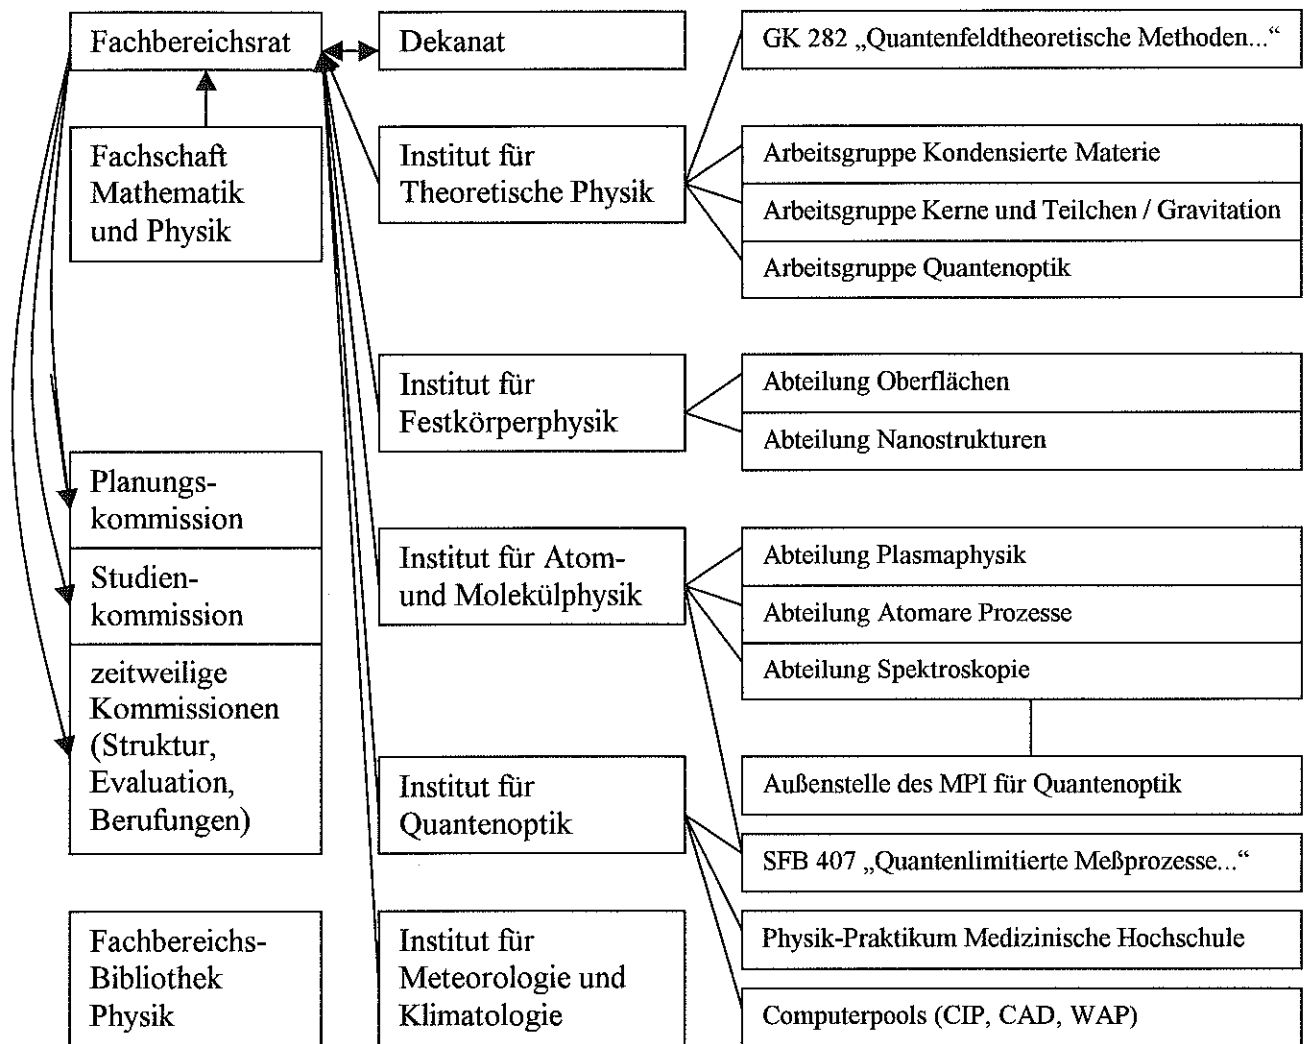 Fachbereichsrat
Dekanat
GK 282 „Quantenfeldtheoretische Methoden...“
Fachschaft
Mathematik
und Physik
Institut für
Theoretische Physik
Arbeitsgruppe Kondensierte Materie
Arbeitsgruppe Kerne und Teilchen / Gravitation
Arbeitsgruppe Quantenoptik
Institut für
Festkörperphysik
Abteilung Oberflächen
Abteilung Nanostrukturen
Planungs-
kommission
Studien-
kommission
zeitweilige
Kommissionen
(Struktur,
Evaluation,
Berufungen)
Institut für Atom-
und Molekülphysik
Abteilung Plasmaphysik
Abteilung Atomare Prozesse
Abteilung Spektroskopie
Außenstelle des MPI für Quantenoptik
Institut für
Quantenoptik
SFB 407 „Quantenlimitierte Meßprozesse...“
Physik-Praktikum Medizinische Hochschule
Computerpools (CIP, CAD, WAP)
Fachbereichs-
Bibliothek
Physik
Institut für
Meteorologie und
Klimatologie